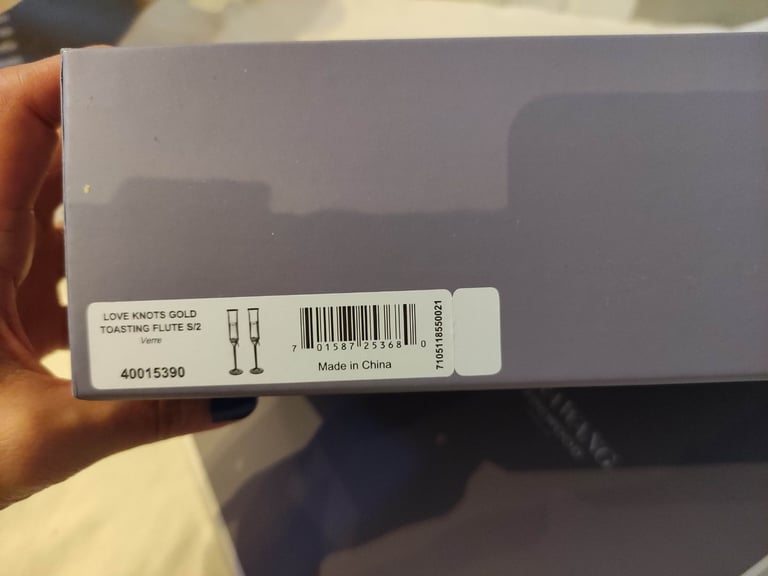 LOVE KNOTS GOLD
TOASTING FLUTE S/2
Verre
40015390
7 01587 25368 0
Made in China
7105118550021